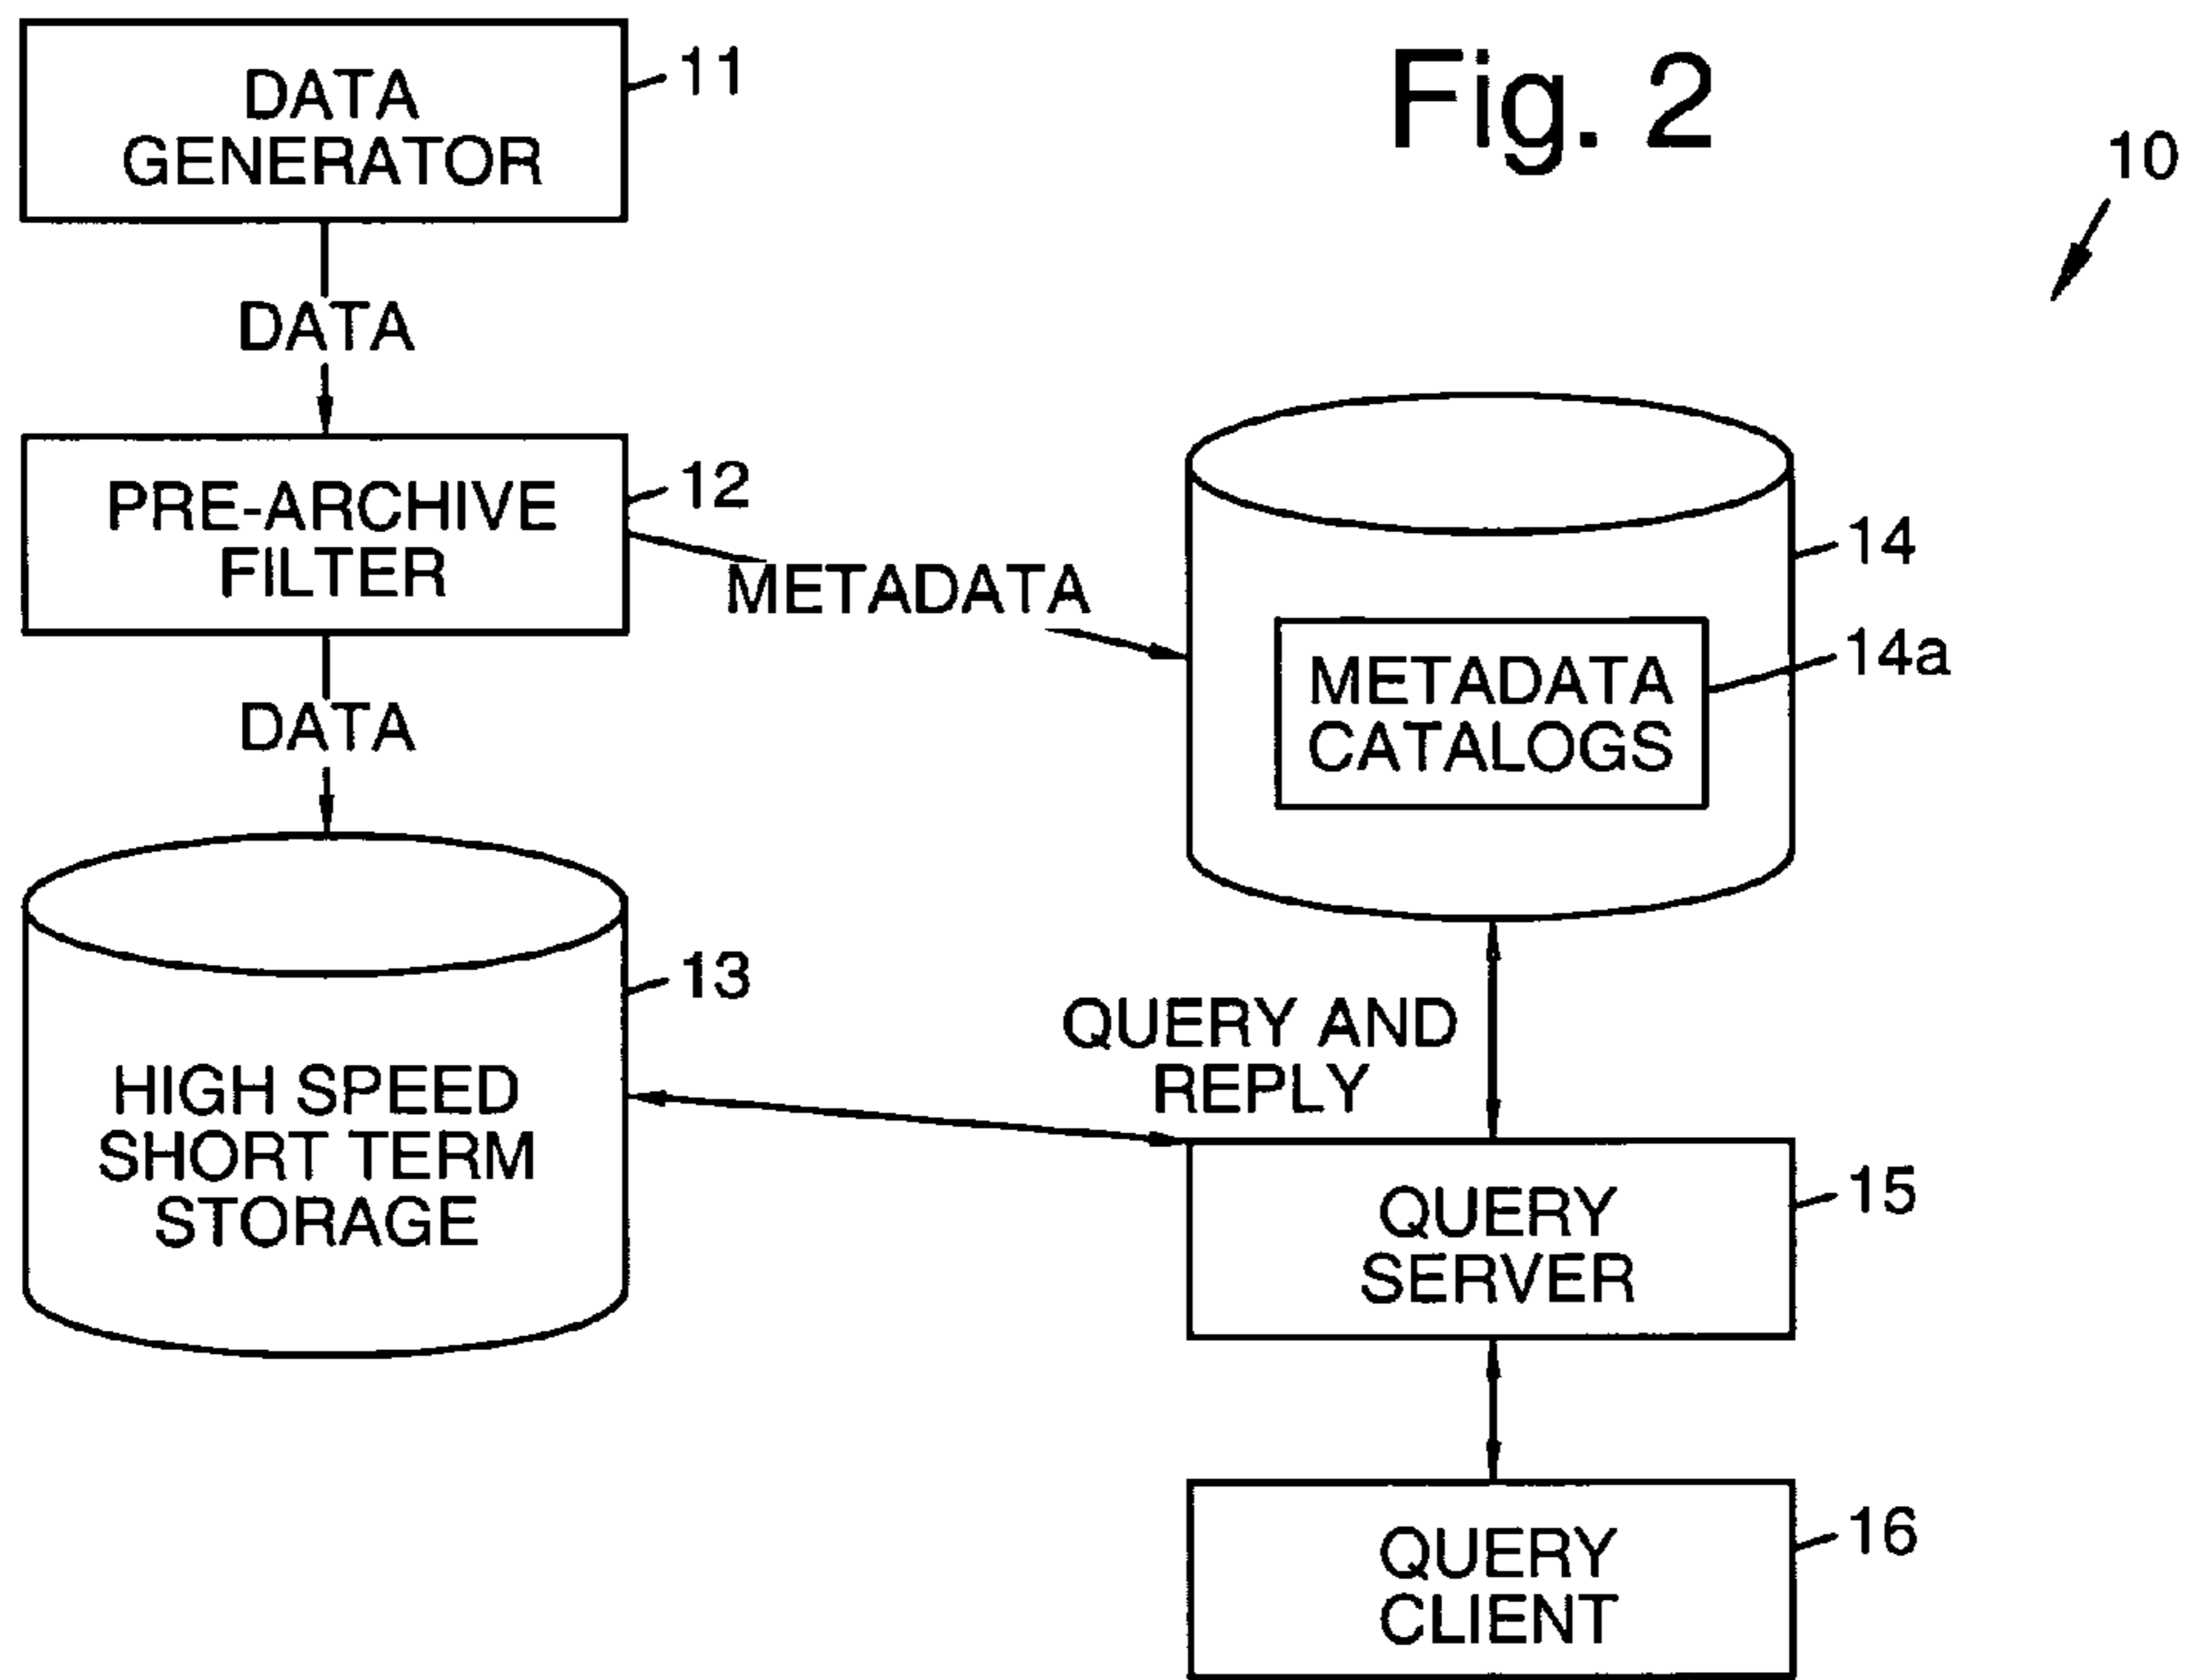 Fig. 2
10
DATA
GENERATOR
11
DATA
PRE-ARCHIVE
FILTER
12
METADATA
14
METADATA
CATALOGS
14a
DATA
HIGH SPEED
SHORT TERM
STORAGE
13
QUERY AND
REPLY
QUERY
SERVER
15
QUERY
CLIENT
16